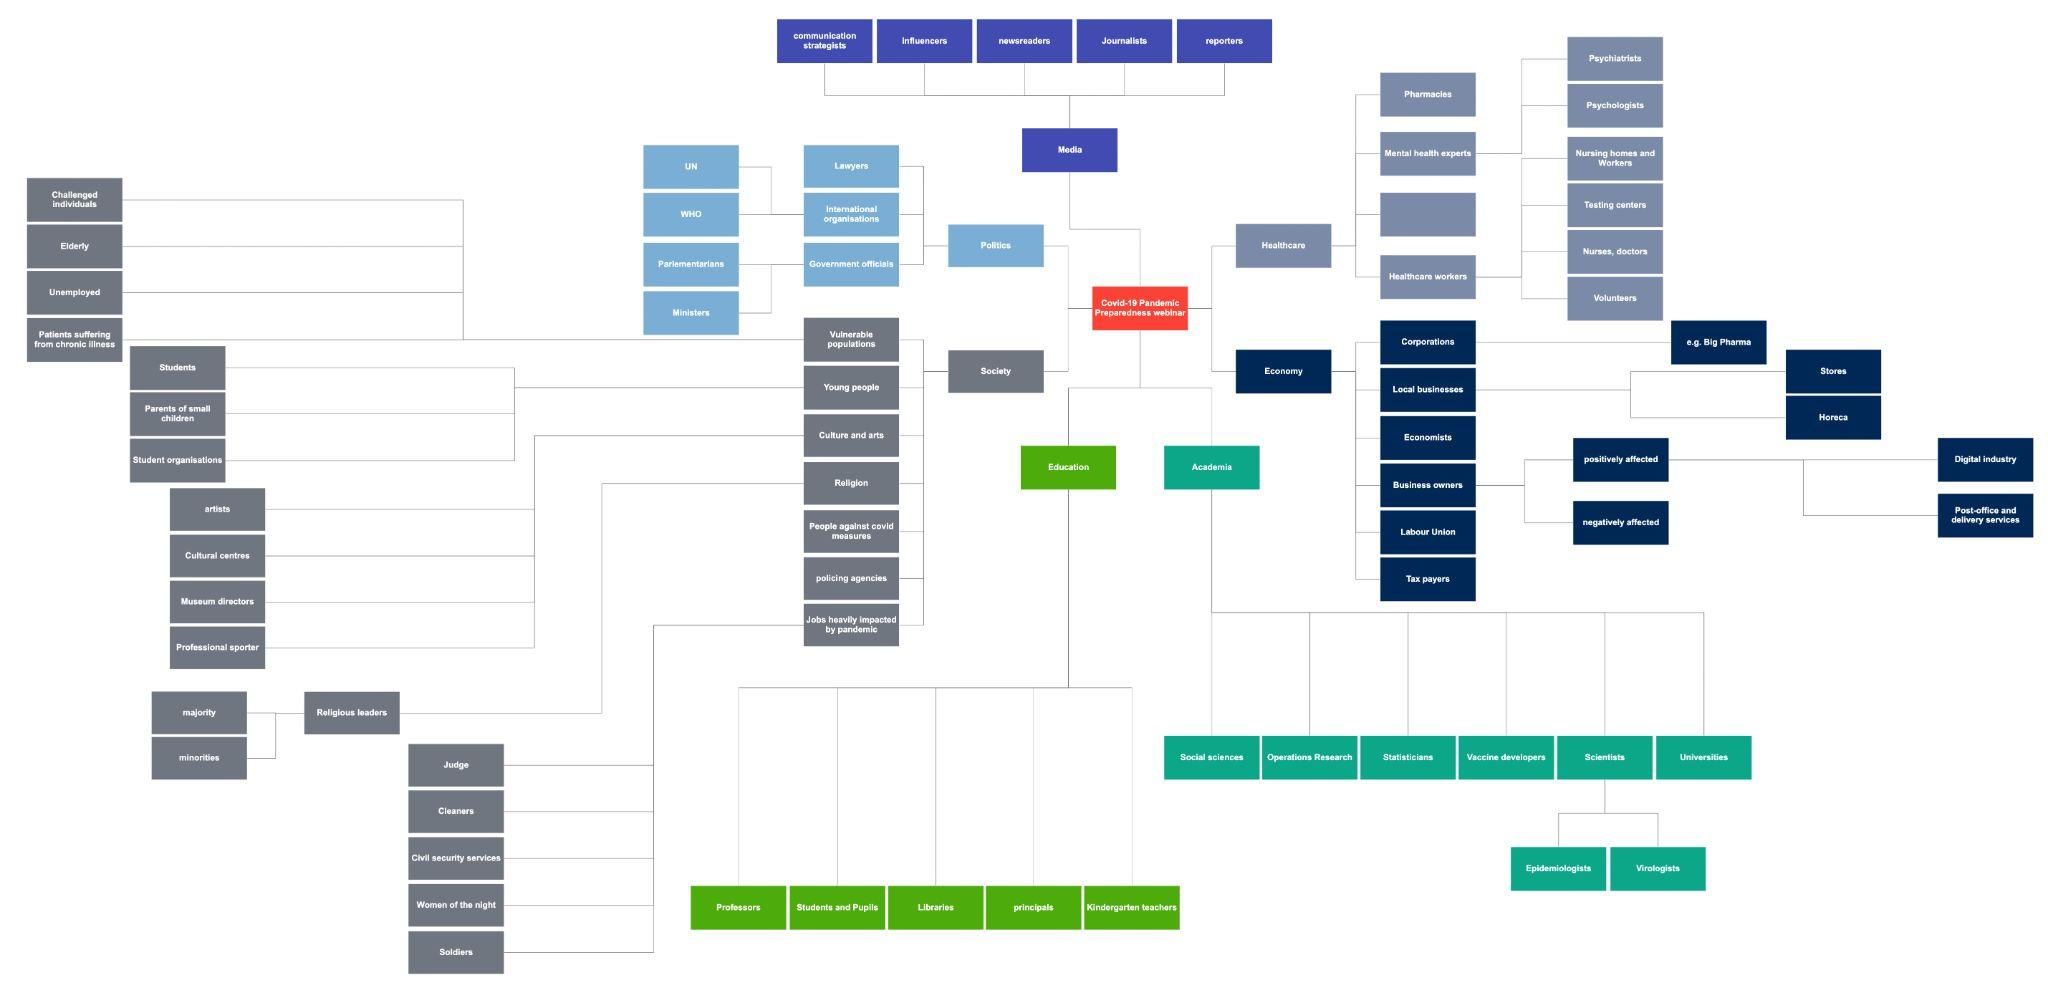 communication
strategists
influencers
newsreaders
Journalists
reporters
Media
UN
WHO
Parlementarians
Ministers
Lawyers
International
organisations
Government officials
Politics
Challenged
individuals
Elderly
Unemployed
Patients suffering
from chronic illness
Students
Parents of small
children
Student organisations
artists
Cultural centres
Museum directors
Professional sporter
majority
minorities
Religious leaders
Judge
Cleaners
Civil security services
Women of the night
Soldiers
Vulnerable
populations
Young people
Culture and arts
Religion
People against covid
measures
policing agencies
Jobs heavily impacted
by pandemic
Society
Covid-19 Pandemic
Preparedness webinar
Healthcare
Pharmacies
Mental health experts
Healthcare workers
Psychiatrists
Psychologists
Nursing homes and
Workers
Testing centers
Nurses, doctors
Volunteers
Economy
Corporations
Local businesses
Economists
Business owners
Labour Union
Tax payers
e.g. Big Pharma
Stores
Horeca
positively affected
negatively affected
Digital industry
Post-office and
delivery services
Education
Academia
Professors
Students and Pupils
Libraries
principals
Kindergarten teachers
Social sciences
Operations Research
Statisticians
Vaccine developers
Scientists
Universities
Epidemiologists
Virologists